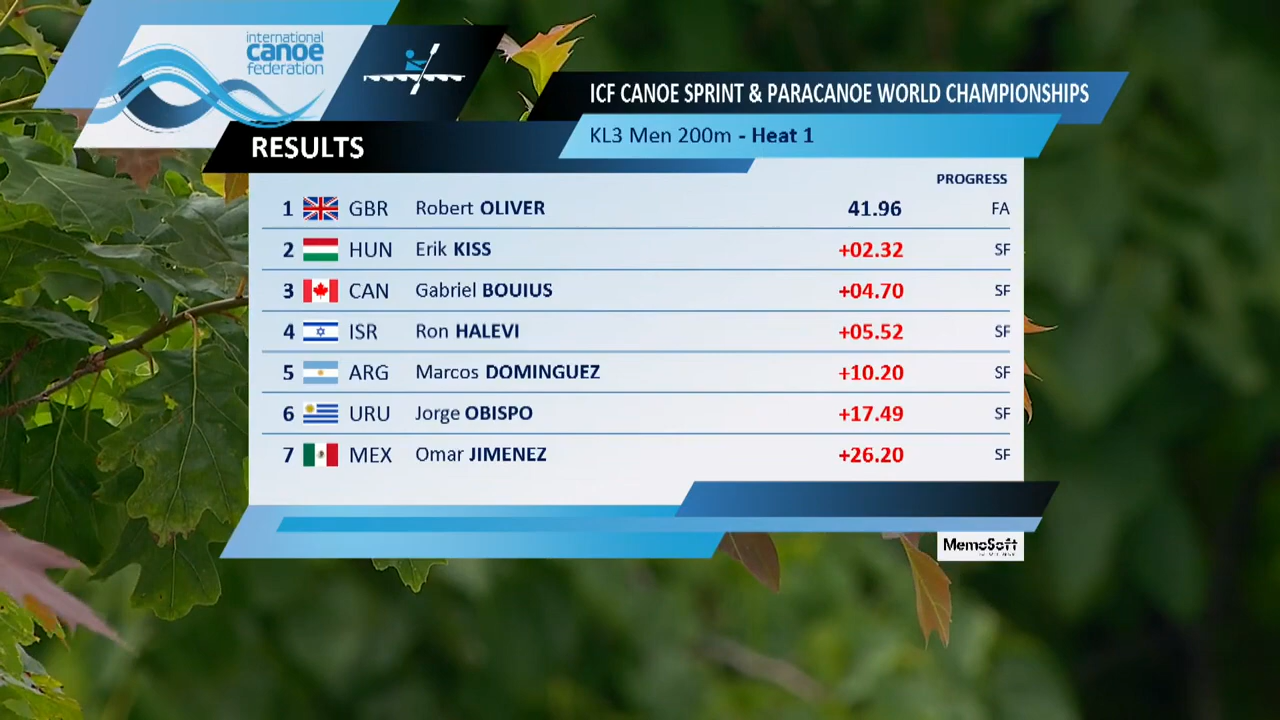 international
canoe
federation
ICF CANOE SPRINT & PARACANOE WORLD CHAMPIONSHIPS
KL3 Men 200m - Heat 1
RESULTS
PROGRESS
1 GBR Robert OLIVER 41.96 FA
2 HUN Erik KISS +02.32 SF
3 CAN Gabriel BOUIUS +04.70 SF
4 ISR Ron HALEVI +05.52 SF
5 ARG Marcos DOMINGUEZ +10.20 SF
6 URU Jorge OBISPO +17.49 SF
7 MEX Omar JIMENEZ +26.20 SF
MemoSoft